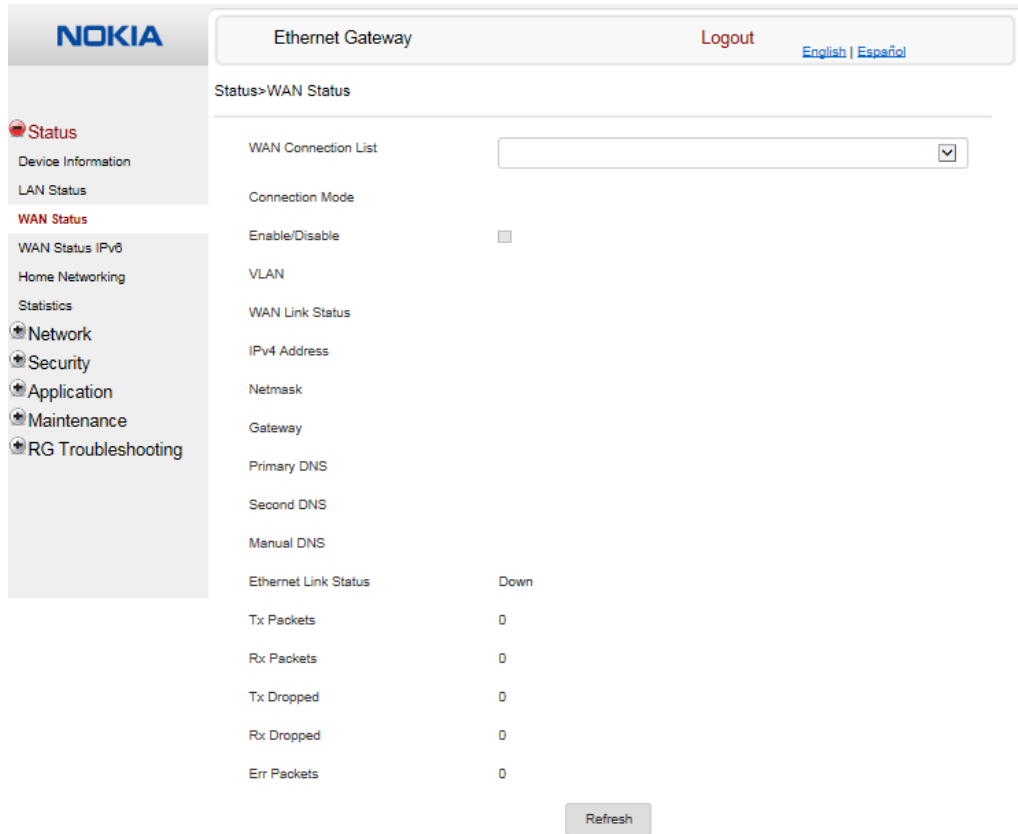 NOKIA
Ethernet Gateway
Logout
English | Español
Status>WAN Status
Status
Device Information
LAN Status
WAN Status
WAN Status IPv6
Home Networking
Statistics
Network
Security
Application
Maintenance
RG Troubleshooting
WAN Connection List
Connection Mode
Enable/Disable
VLAN
WAN Link Status
IPv4 Address
Netmask
Gateway
Primary DNS
Second DNS
Manual DNS
Ethernet Link Status Down
Tx Packets 0
Rx Packets 0
Tx Dropped 0
Rx Dropped 0
Err Packets 0
Refresh